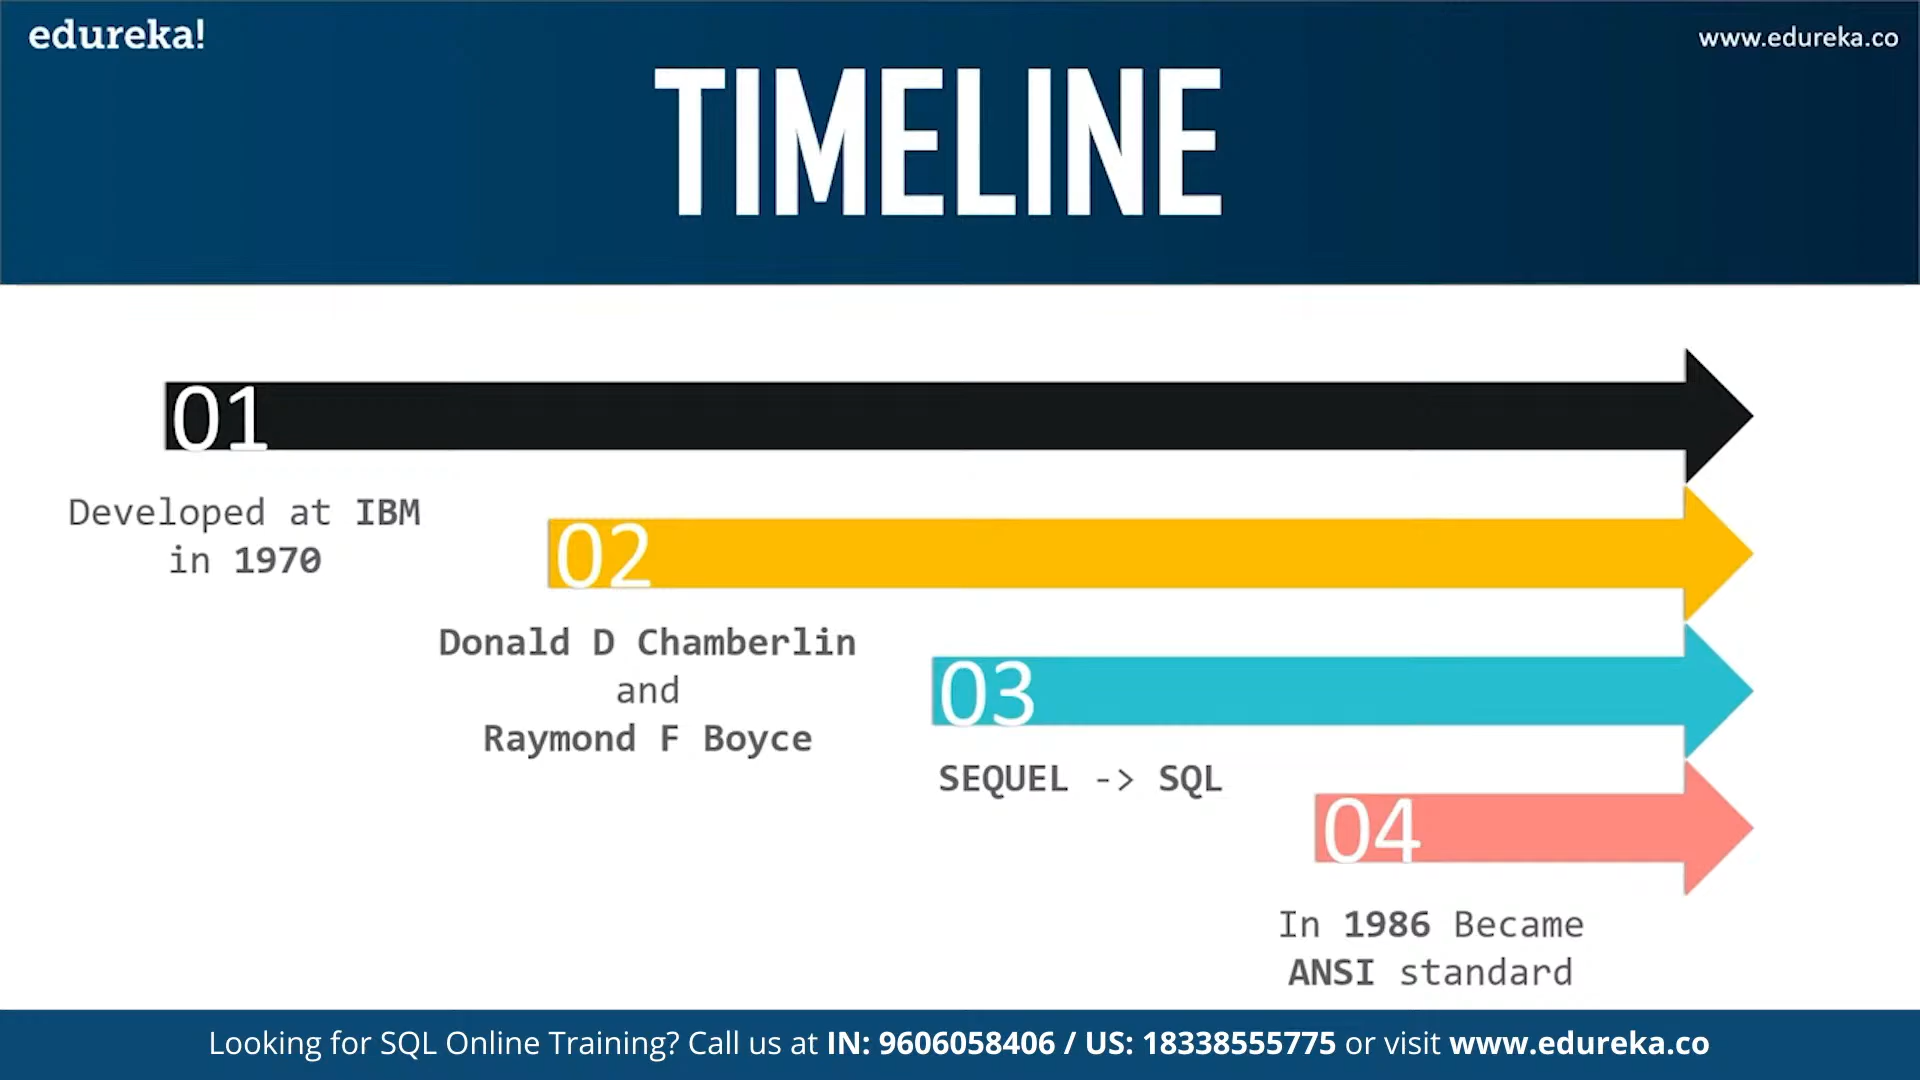 edureka!
www.edureka.co
TIMELINE
01
Developed at IBM
in 1970
02
Donald D Chamberlin
and
Raymond F Boyce
03
SEQUEL -> SQL
04
In 1986 Became
ANSI standard
Looking for SQL Online Training? Call us at IN: 9606058406 / US: 18338555775 or visit www.edureka.co